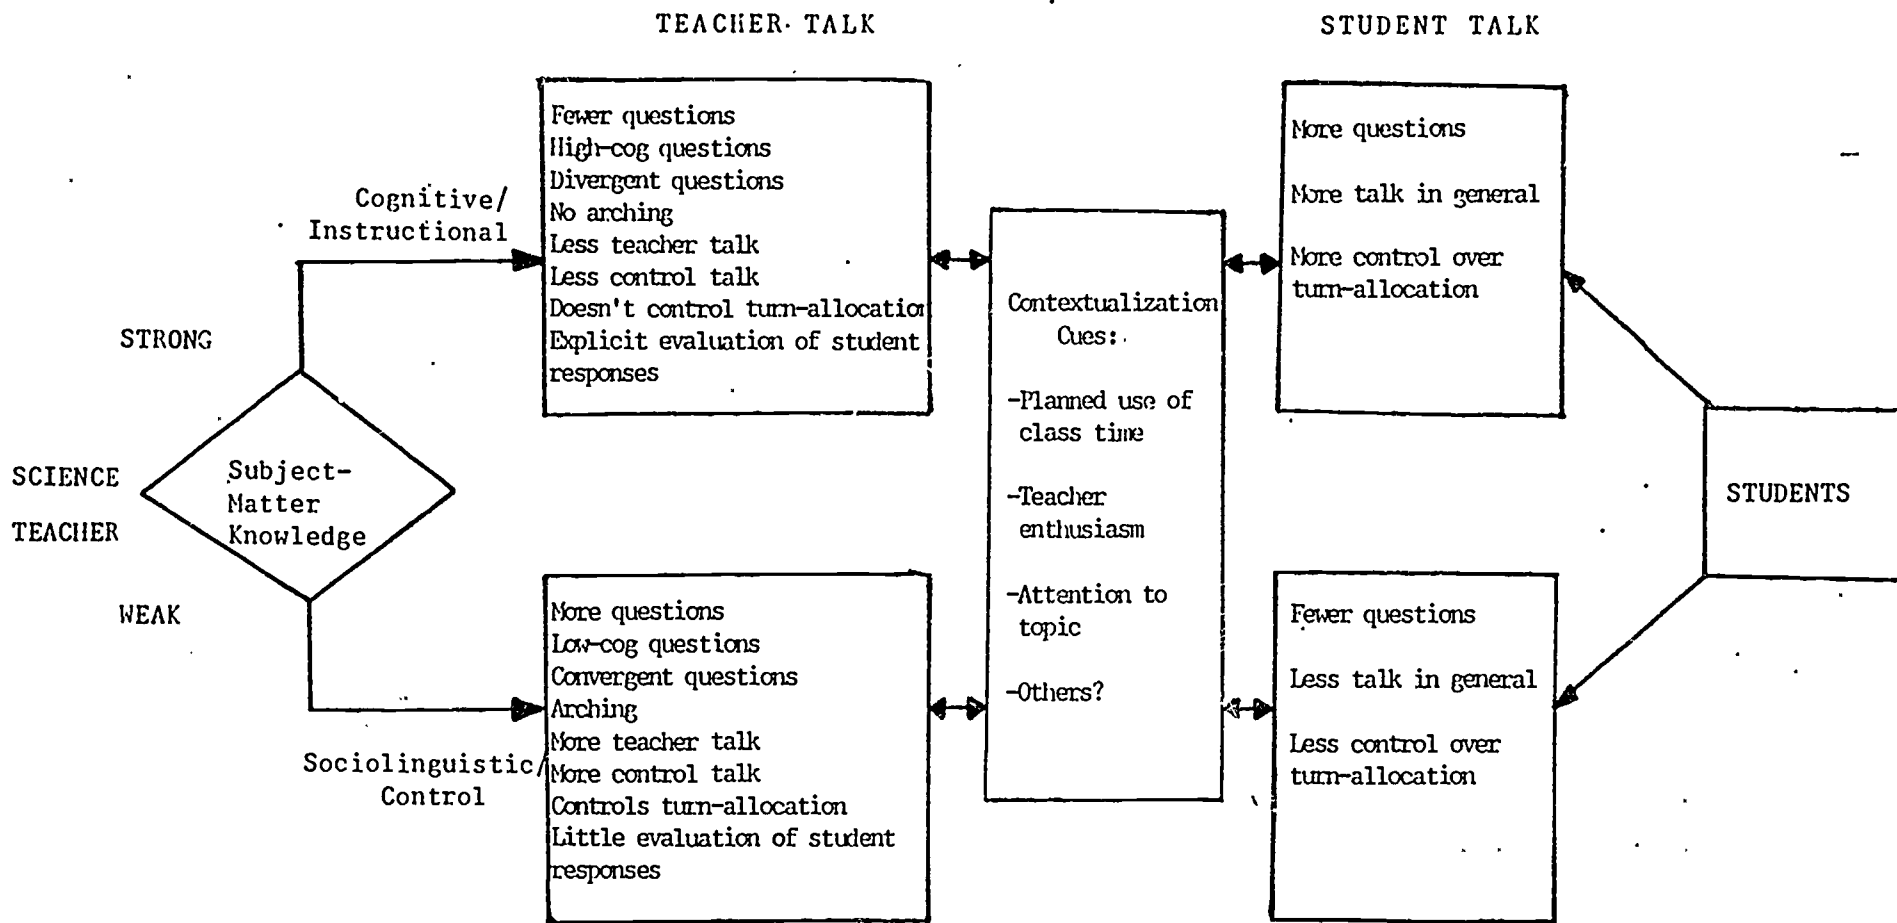 TEACHER TALK
STUDENT TALK
Cognitive/
Instructional
STRONG
SCIENCE
TEACHER
Subject-
Matter
Knowledge
WEAK
Sociolinguistic/
Control
Fewer questions
High-cog questions
Divergent questions
No arching
Less teacher talk
Less control talk
Doesn't control turn-allocation
Explicit evaluation of student
responses
More questions
Low-cog questions
Convergent questions
Arching
More teacher talk
More control talk
Controls turn-allocation
Little evaluation of student
responses
Contextualization
Cues:
-Planned use of
class time
-Teacher
enthusiasm
-Attention to
topic
-Others?
More questions
More talk in general
More control over
turn-allocation
Fewer questions
Less talk in general
Less control over
turn-allocation
STUDENTS